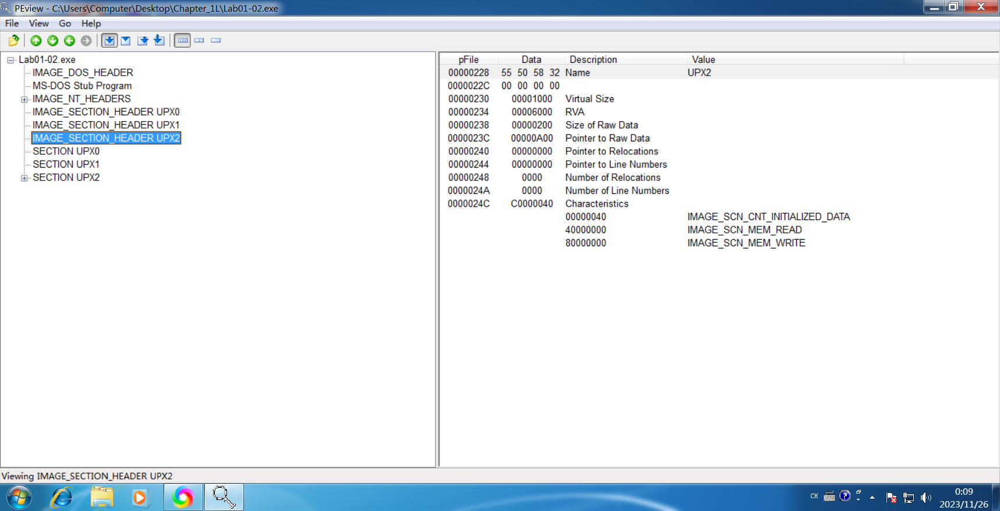 PEview - C:\Users\Computer\Desktop\Chapter_1L\Lab01-02.exe
File View Go Help
Lab01-02.exe
IMAGE_DOS_HEADER
MS-DOS Stub Program
IMAGE_NT_HEADERS
IMAGE_SECTION_HEADER UPX0
IMAGE_SECTION_HEADER UPX1
IMAGE_SECTION_HEADER UPX2
SECTION UPX0
SECTION UPX1
SECTION UPX2
pFile Data Description Value
00000228 55 50 58 32 Name UPX2
0000022C 00 00 00 00
00000230 00001000 Virtual Size
00000234 00006000 RVA
00000238 00000200 Size of Raw Data
0000023C 00000A00 Pointer to Raw Data
00000240 00000000 Pointer to Relocations
00000244 00000000 Pointer to Line Numbers
00000248 0000 Number of Relocations
0000024A 0000 Number of Line Numbers
0000024C C0000040 Characteristics
00000040 IMAGE_SCN_CNT_INITIALIZED_DATA
40000000 IMAGE_SCN_MEM_READ
80000000 IMAGE_SCN_MEM_WRITE
Viewing IMAGE_SECTION_HEADER UPX2
CH
0:09
2023/11/26